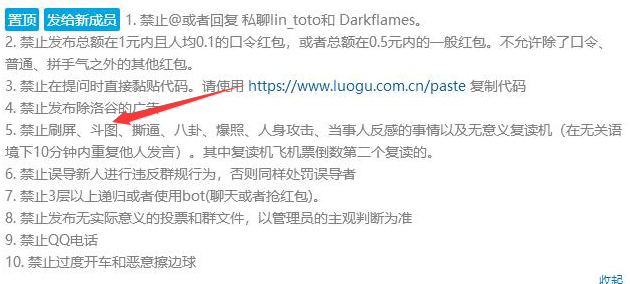 置顶 发给新成员 1. 禁止@或者回复 私聊lin_toto和 Darkflames。
2. 禁止发布总额在1元内且人均0.1的口令红包，或者总额在0.5元内的一般红包。不允许除了口令、
普通、拼手气之外的其他红包。
3. 禁止在提问时直接黏贴代码。请使用 https://www.luogu.com.cn/paste 复制代码
4. 禁止发布除洛谷的广告
5. 禁止刷屏、斗图、撕逼、八卦、爆照、人身攻击、当事人反感的事情以及无意义复读机（在无关语
境下10分钟内重复他人发言）。其中复读机飞机票倒数第二个复读的。
6. 禁止误导新人进行违反群规行为，否则同样处罚误导者
7. 禁止3层以上递归或者使用bot(聊天或者抢红包)。
8. 禁止发布无实际意义的投票和群文件，以管理员的主观判断为准
9. 禁止QQ电话
10. 禁止过度开车和恶意擦边球
收起